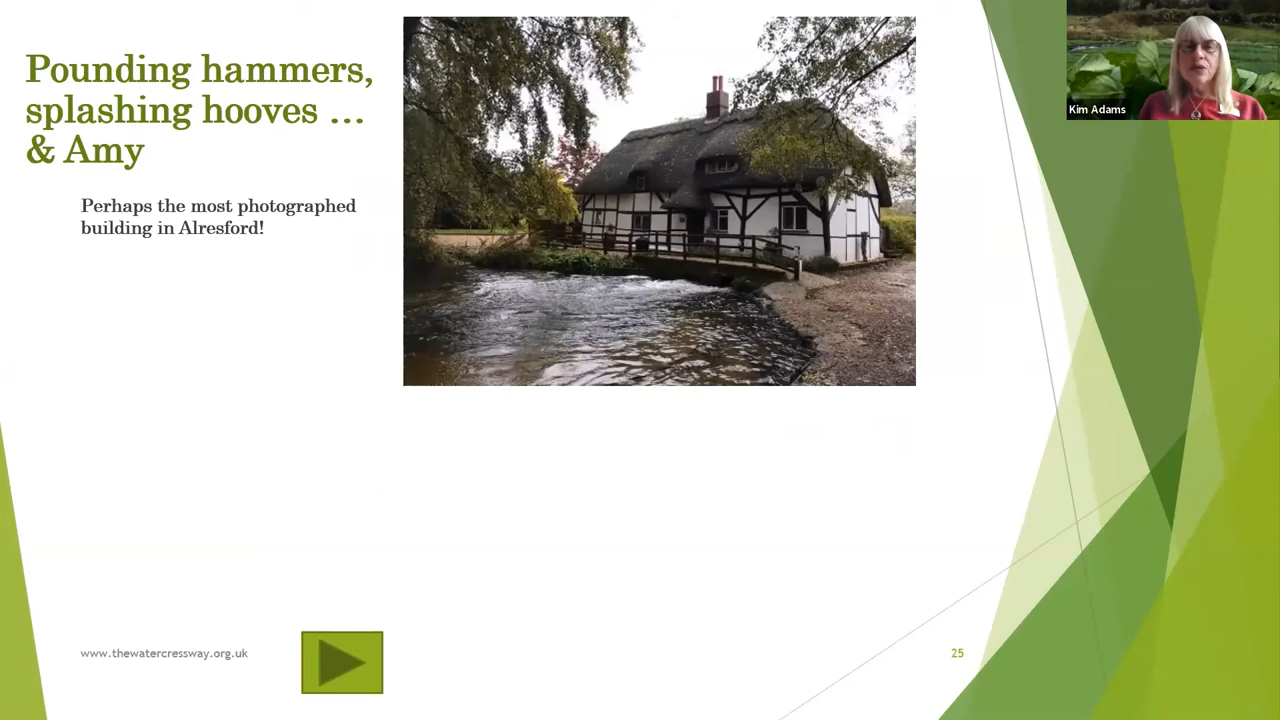 Pounding hammers,
splashing hooves …
& Amy
Perhaps the most photographed
building in Alresford!
Kim Adams
www.thewatercressway.org.uk
25